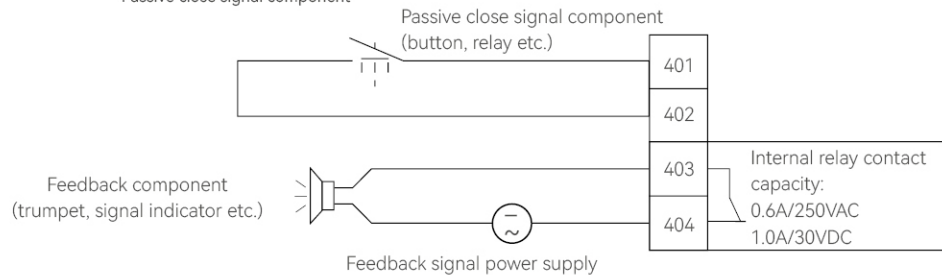 Passive close signal component
Passive close signal component
(button, relay etc.)
401
402
403
Internal relay contact
capacity:
0.6A/250VAC
1.0A/30VDC
Feedback component
(trumpet, signal indicator etc.)
404
Feedback signal power supply